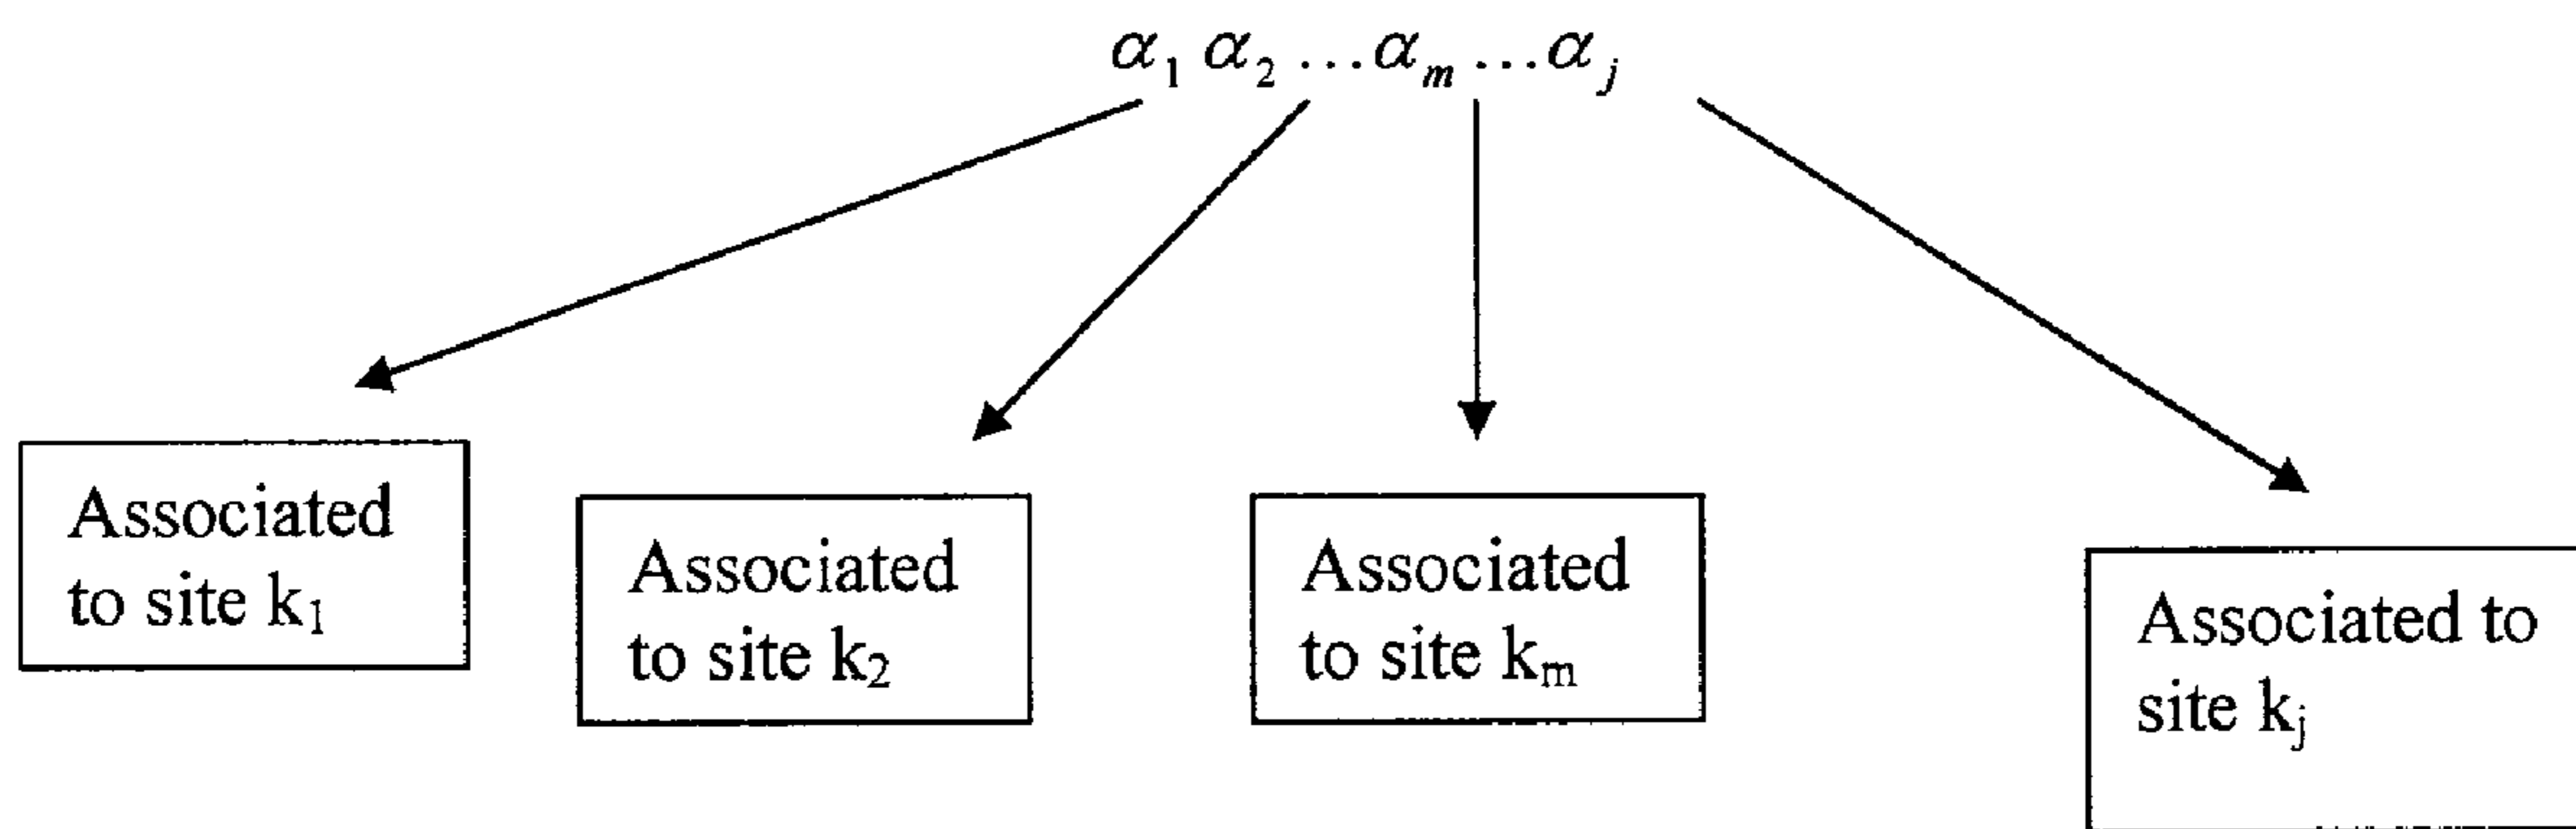 α₁ α₂ ...αₘ ...αⱼ
Associated
to site k₁
Associated
to site k₂
Associated
to site kₘ
Associated to
site kⱼ